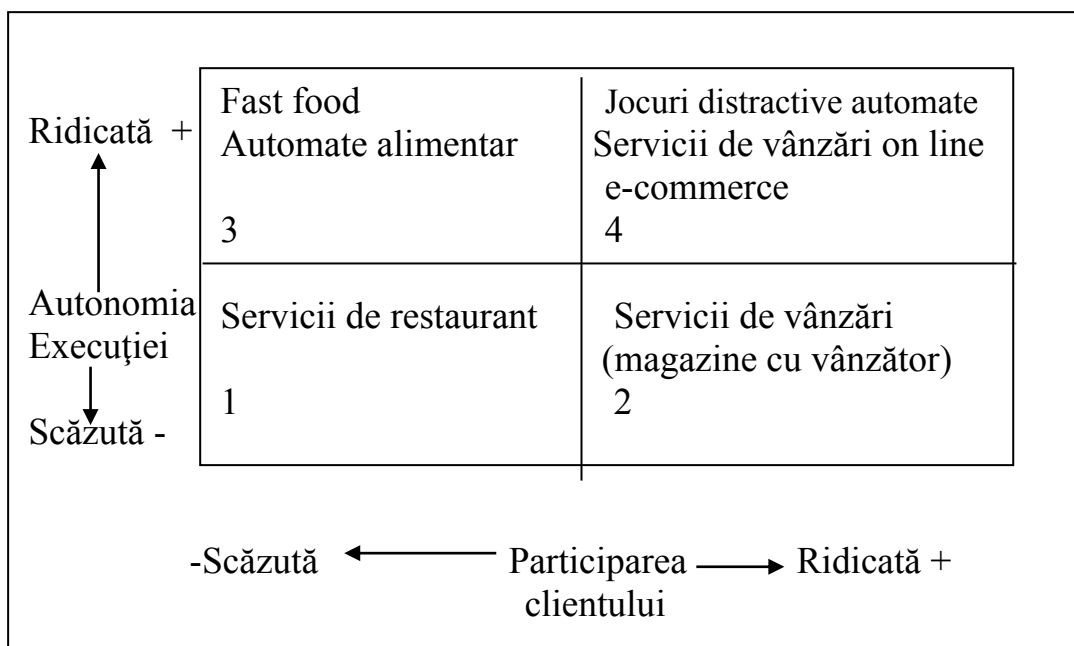 Ridicată +
Fast food
Automate alimentar
3
Jocuri distractive automate
Servicii de vânzări on line
e-commerce
4
Autonomia
Execuţiei
Scăzută -
Servicii de restaurant
1
Servicii de vânzări
(magazine cu vânzător)
2
-Scăzută Participarea Ridicată +
clientului